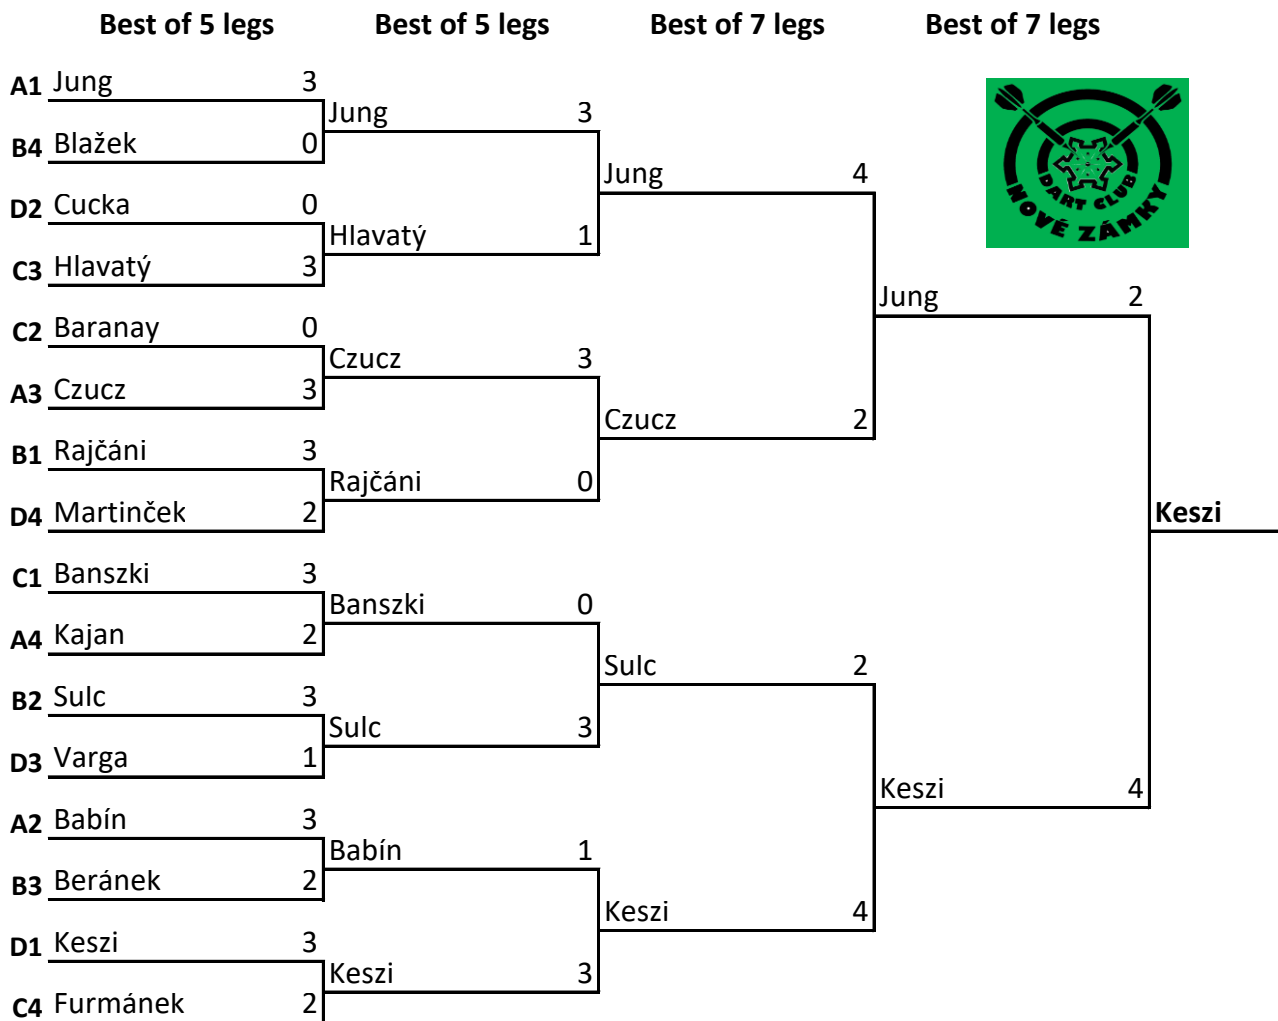 Best of 5 legs Best of 5 legs Best of 7 legs Best of 7 legs
A1 Jung 3
Jung 3
B4 Blažek 0
Jung 4
D2 Cucka 0
Hlavatý 1
C3 Hlavatý 3
Jung 2
C2 Baranay 0
Czucz 3
A3 Czucz 3
Czucz 2
B1 Rajčáni 3
Rajčáni 0
D4 Martinček 2
Keszi
C1 Banszki 3
Banszki 0
A4 Kajan 2
Sulc 2
B2 Sulc 3
Sulc 3
D3 Varga 1
Keszi 4
A2 Babín 3
Babín 1
B3 Beránek 2
Keszi 4
D1 Keszi 3
Keszi 3
C4 Furmánek 2
DART CLUB
NOVÉ ZÁMKY